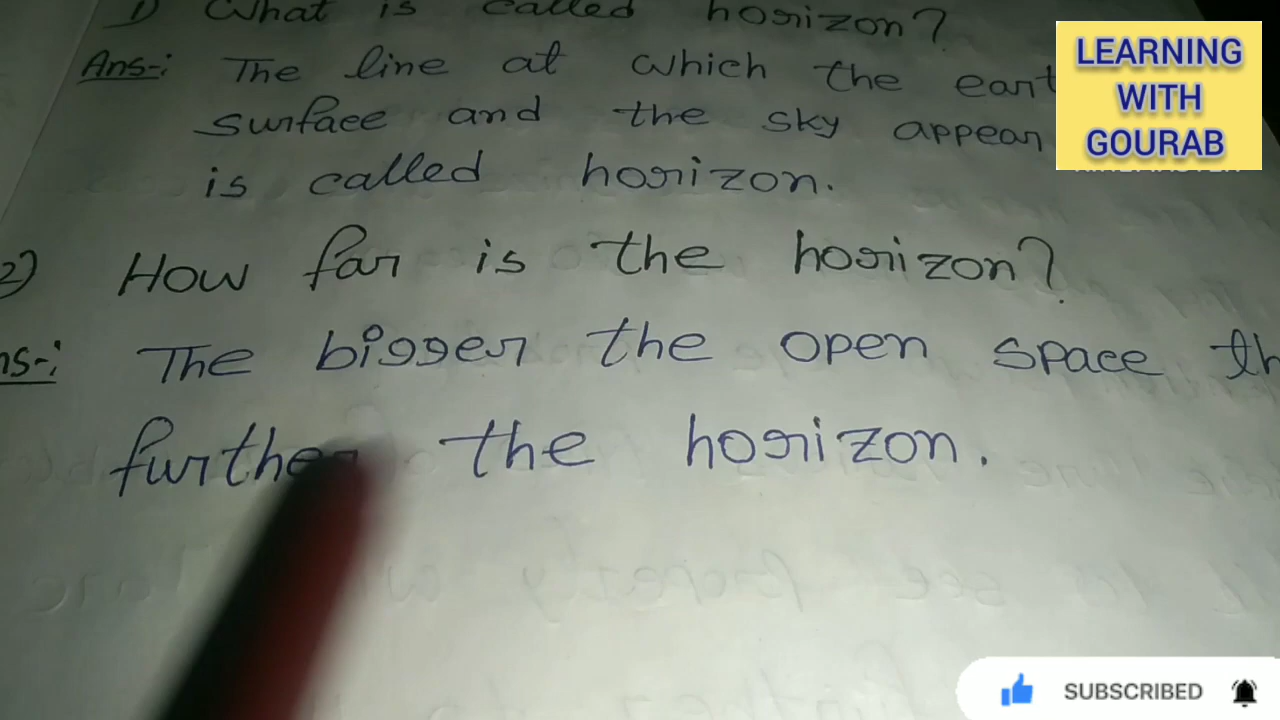 1) What is called horizon?
Ans-: The line at which the eart
surface and the sky appear
is called horizon.
2) How far is the horizon?
ns-: The bigger the open space th
further the horizon.
LEARNING
WITH
GOURAB
SUBSCRIBED